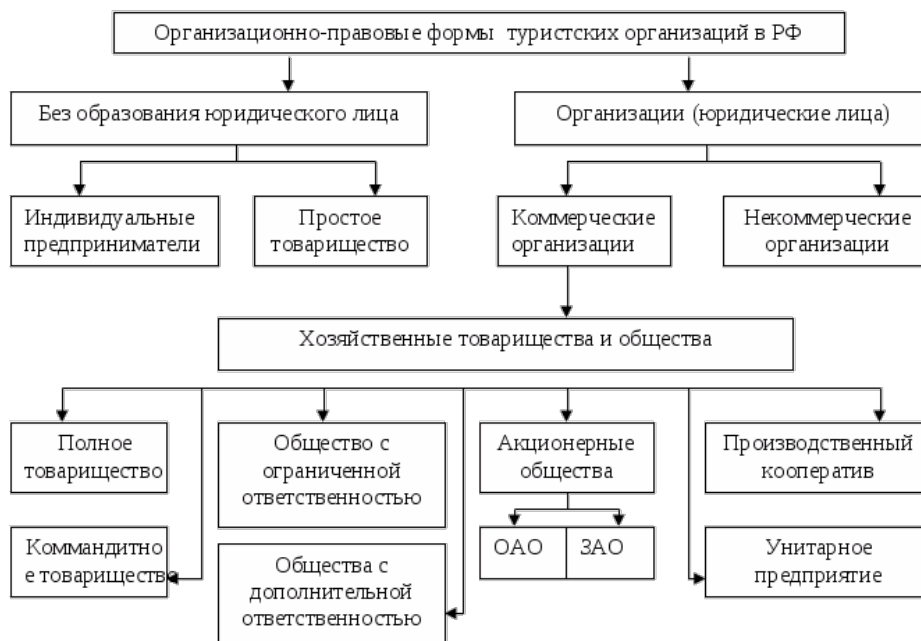 Организационно-правовые формы туристских организаций в РФ
Без образования юридического лица
Организации (юридические лица)
Индивидуальные
предприниматели
Простое
товарищество
Коммерческие
организации
Некоммерческие
организации
Хозяйственные товарищества и общества
Полное
товарищество
Общество с
ограниченной
ответственностью
Акционерные
общества
Производственный
кооператив
Коммандитно
е товарищество
Общества с
дополнительной
ответственностью
ОАО
ЗАО
Унитарное
предприятие